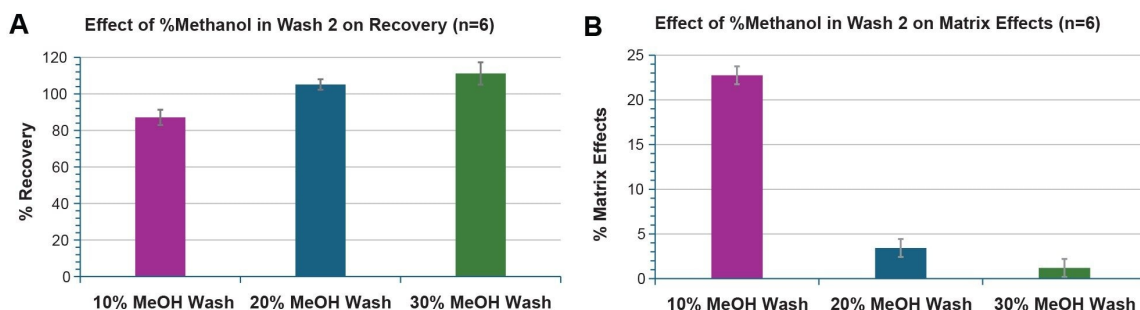 A
Effect of %Methanol in Wash 2 on Recovery (n=6)
% Recovery
120
100
80
60
40
20
0
10% MeOH Wash
20% MeOH Wash
30% MeOH Wash
B
Effect of %Methanol in Wash 2 on Matrix Effects (n=6)
% Matrix Effects
25
20
15
10
5
0
10% MeOH Wash
20% MeOH Wash
30% MeOH Wash